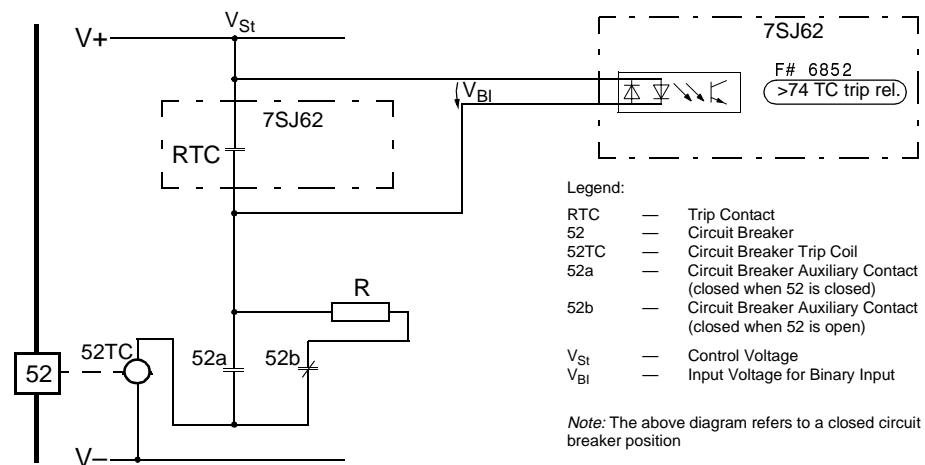 V+
VSt
7SJ62
F# 6852
>74 TC trip rel.
VBI
7SJ62
RTC
Legend:
RTC — Trip Contact
52 — Circuit Breaker
52TC — Circuit Breaker Trip Coil
52a — Circuit Breaker Auxiliary Contact
(closed when 52 is closed)
52b — Circuit Breaker Auxiliary Contact
(closed when 52 is open)
VSt — Control Voltage
VBI — Input Voltage for Binary Input
Note: The above diagram refers to a closed circuit
breaker position
R
52TC
52a
52b
52
V–